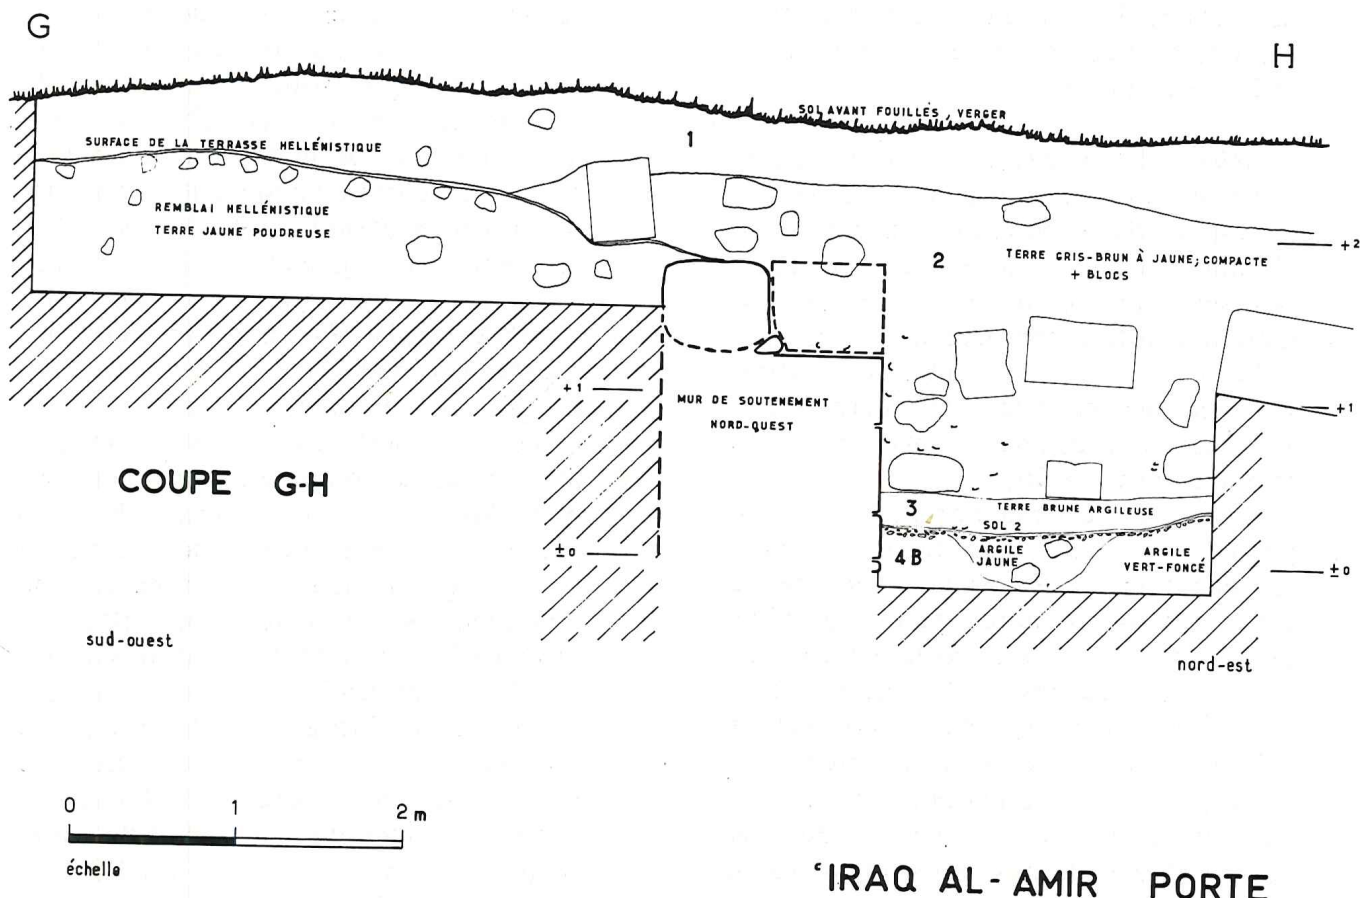 G
H
SOL AVANT FOUILLES, VERGER
1
SURFACE DE LA TERRASSE HELLÉNISTIQUE
REMBLAI HELLÉNISTIQUE
TERRE JAUNE POUDREUSE
+2
2
TERRE GRIS-BRUN À JAUNE; COMPACTE
+ BLOCS
+1
MUR DE SOUTÈNEMENT
NORD-OUEST
+1
COUPE G-H
3
TERRE BRUNE ARGILEUSE
SOL 2
±0
4B
ARGILE
JAUNE
ARGILE
VERT-FONCÉ
±0
sud-ouest
nord-est
0 1 2 m
échelle
ʿIRAQ AL-AMIR PORTE